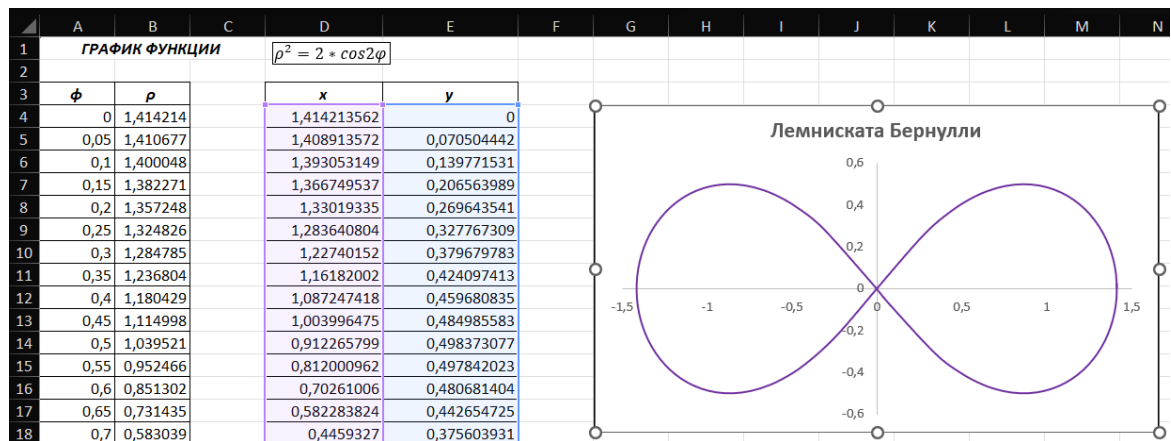 A B C D E F G H I J K L M N
1 ГРАФИК ФУНКЦИИ ρ² = 2 * cos2φ
2
3 ϕ ρ x y
4 0 1,414214 1,414213562 0
5 0,05 1,410677 1,408913572 0,070504442
6 0,1 1,400048 1,393053149 0,139771531
7 0,15 1,382271 1,366749537 0,206563989
8 0,2 1,357248 1,33019335 0,269643541
9 0,25 1,324826 1,283640804 0,327767309
10 0,3 1,284785 1,22740152 0,379679783
11 0,35 1,236804 1,16182002 0,424097413
12 0,4 1,180429 1,087247418 0,459680835
13 0,45 1,114998 1,003996475 0,484985583
14 0,5 1,039521 0,912265799 0,498373077
15 0,55 0,952466 0,812000962 0,497842023
16 0,6 0,851302 0,70261006 0,480681404
17 0,65 0,731435 0,582283824 0,442654725
18 0,7 0,583039 0,4459327 0,375603931
Лемниската Бернулли
0,6
0,4
0,2
0
-1,5 -1 -0,5 0 0,5 1 1,5
-0,2
-0,4
-0,6